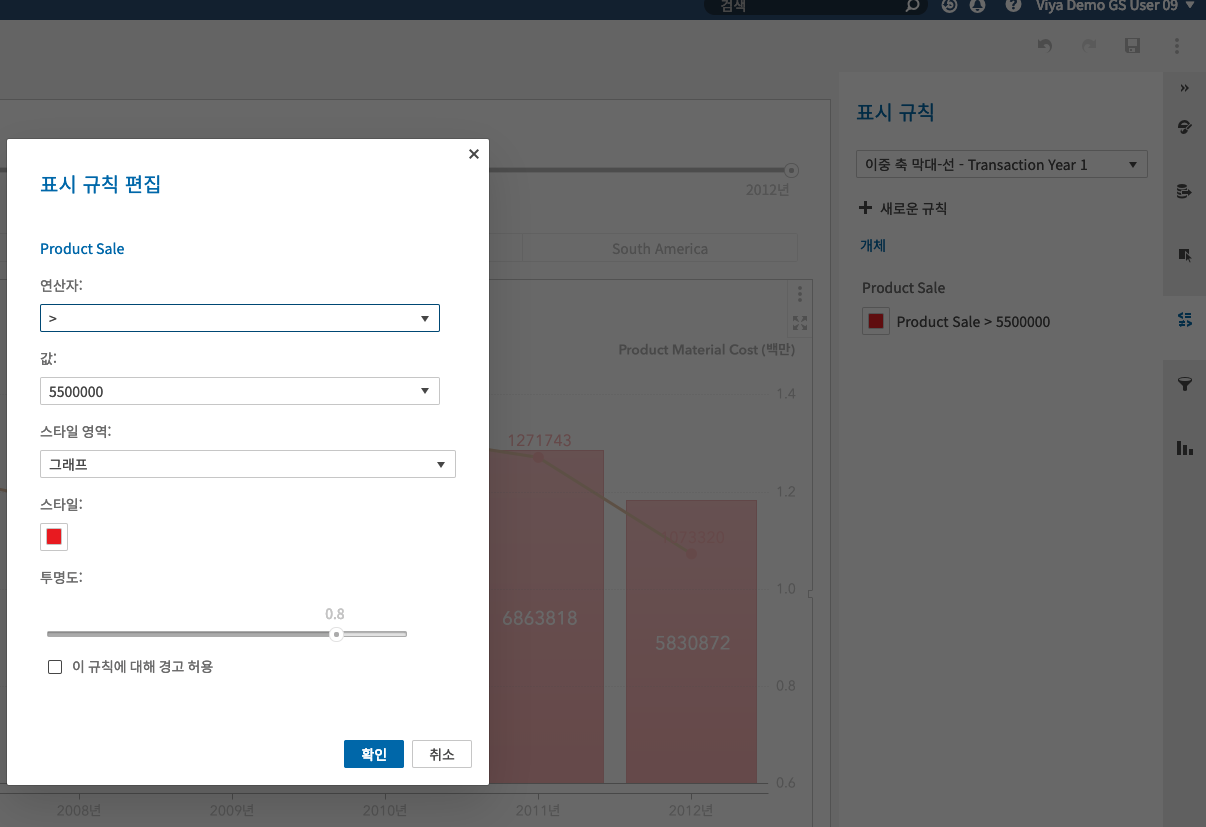 검색
Viya Demo GS User 09
표시 규칙
이중 축 막대-선 - Transaction Year 1
새로운 규칙
개체
Product Sale
Product Sale > 5500000
2012년
South America
표시 규칙 편집
Product Sale
연산자:
>
값:
5500000
스타일 영역:
그래프
스타일:
투명도:
0.8
이 규칙에 대해 경고 허용
확인
취소
Product Material Cost (백만)
1.4
1271743
1.2
1073320
1.0
6863818
5830872
0.8
0.6
2008년
2009년
2010년
2011년
2012년